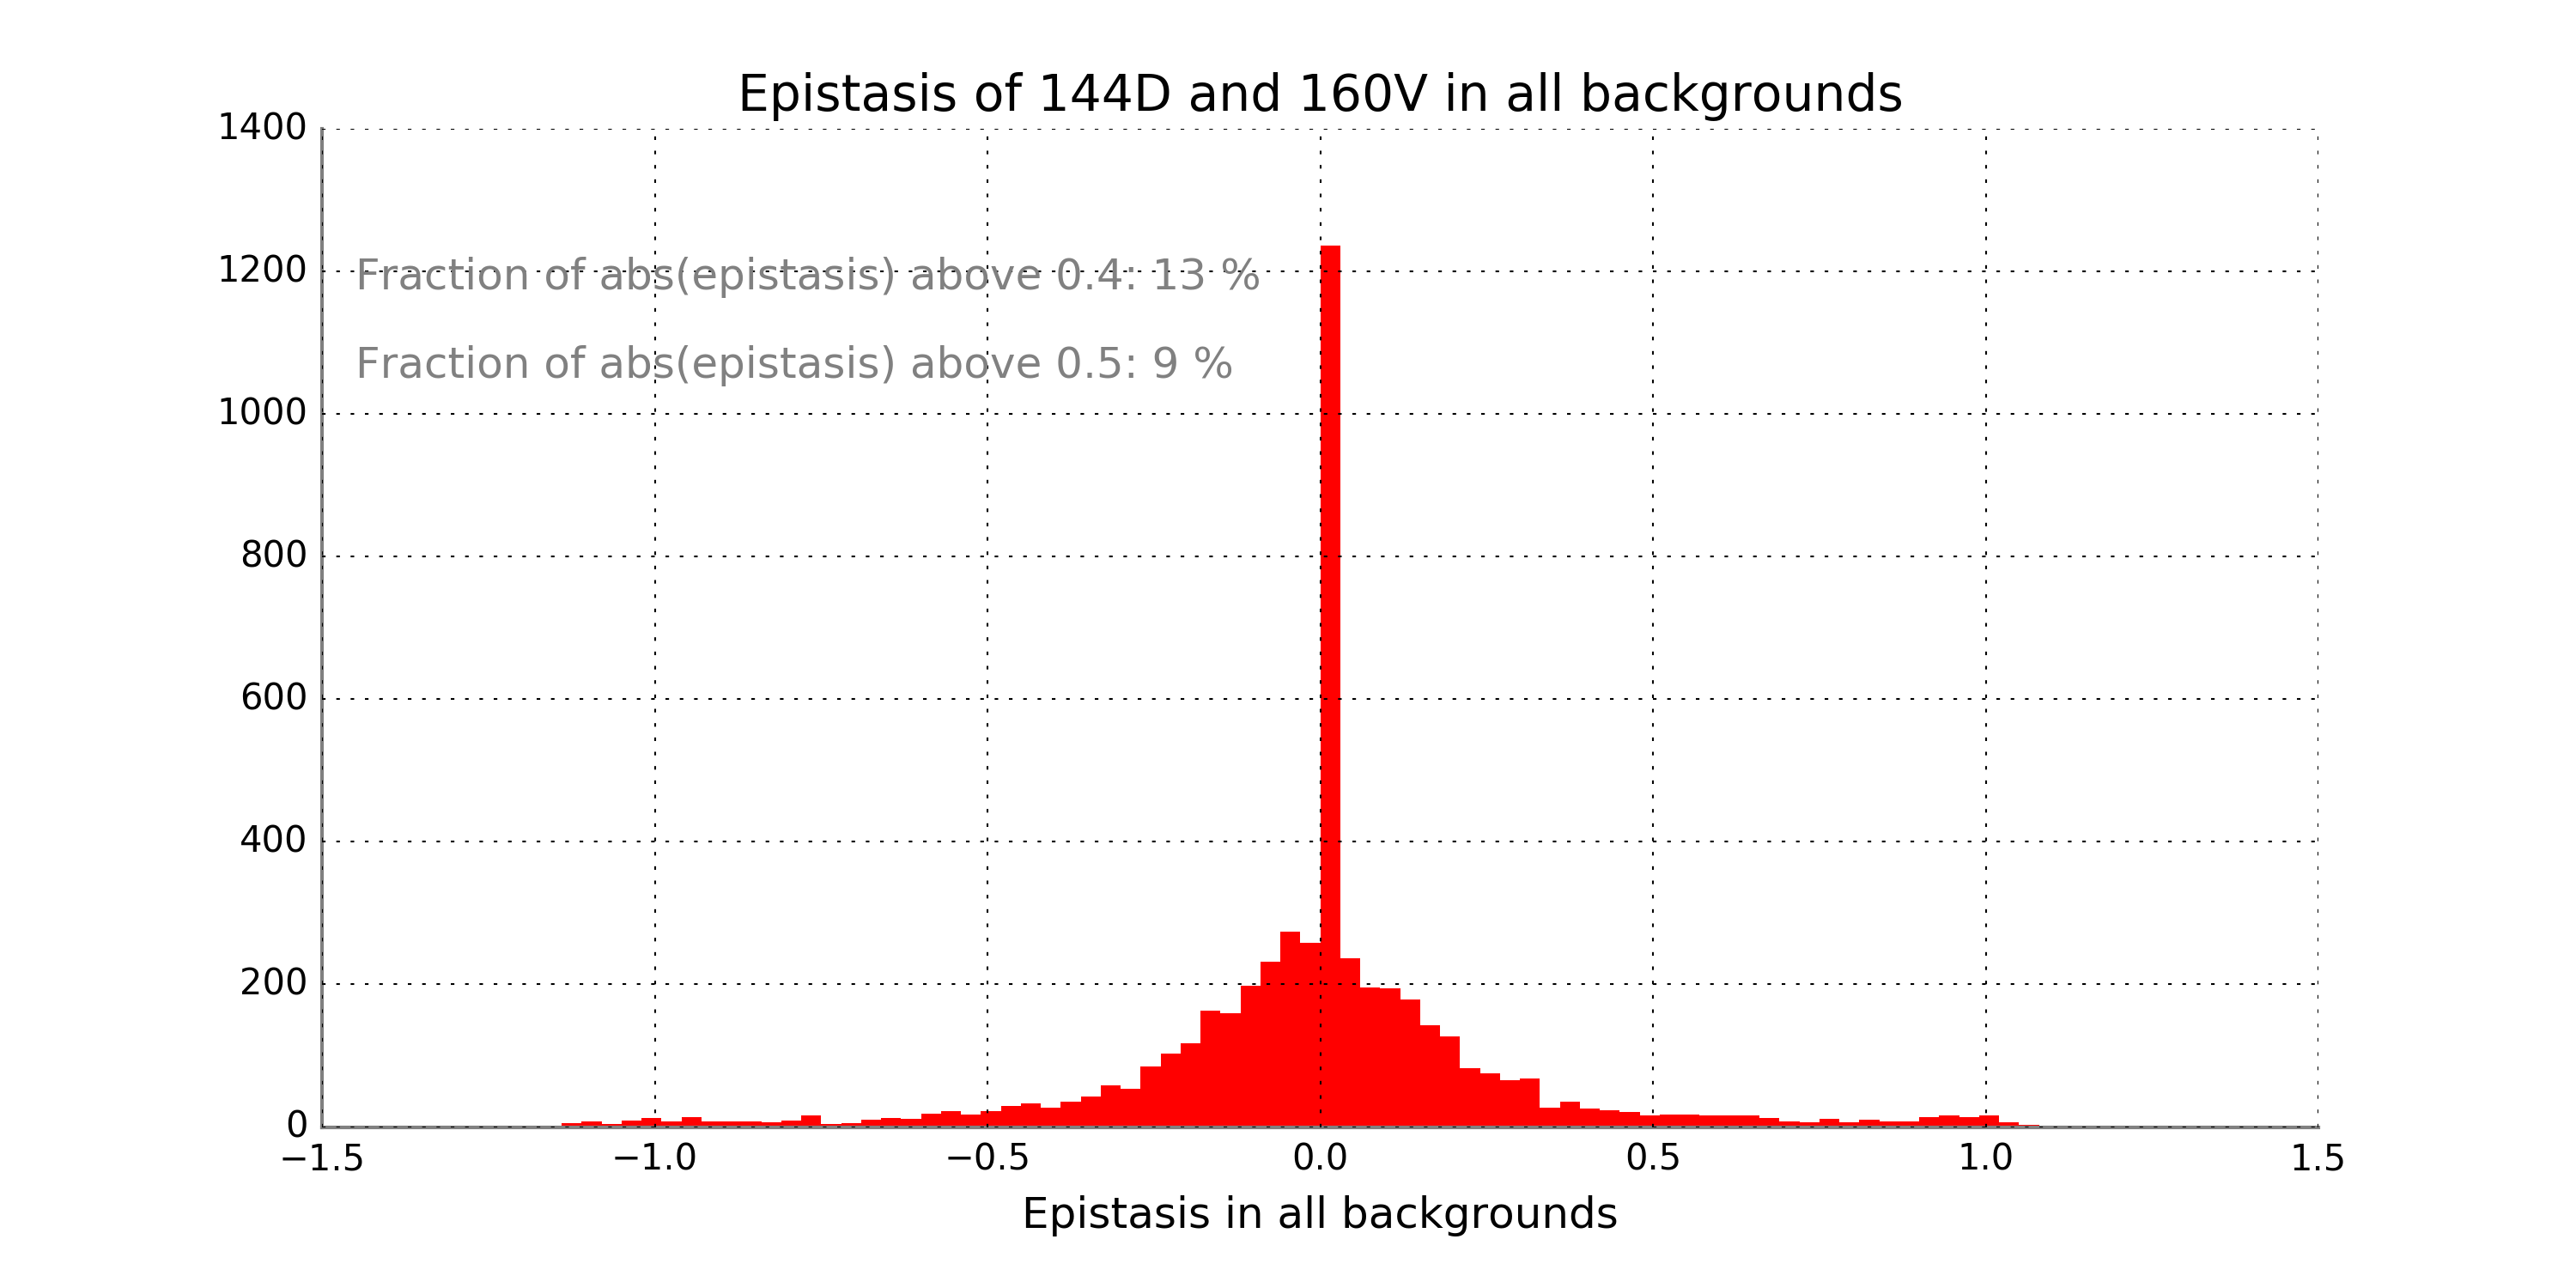 Epistasis of 144D and 160V in all backgrounds
1400
1200
1000
800
600
400
200
0
Fraction of abs(epistasis) above 0.4: 13 %
Fraction of abs(epistasis) above 0.5: 9 %
−1.5 −1.0 −0.5 0.0 0.5 1.0 1.5
Epistasis in all backgrounds